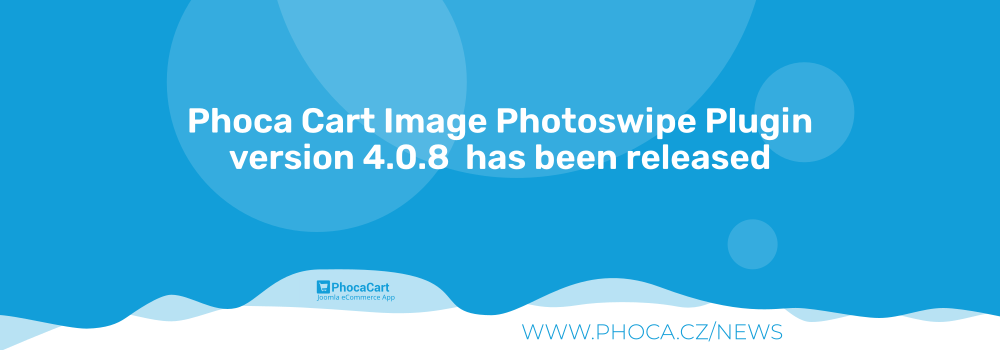 Phoca Cart Image Photoswipe Plugin
version 4.0.8 has been released
PhocaCart
Joomla eCommerce App
WWW.PHOCA.CZ/NEWS